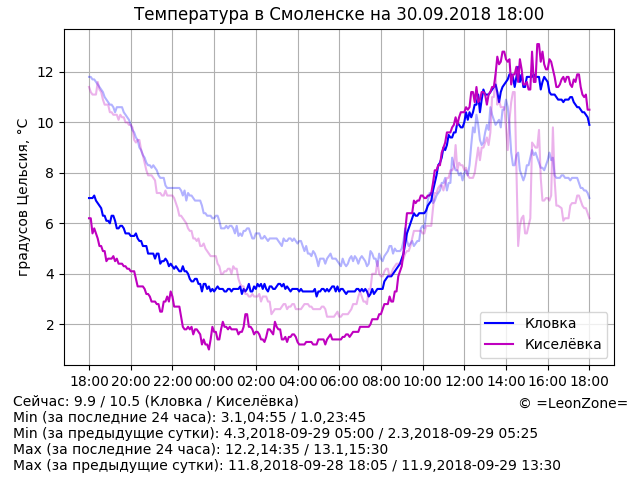 Температура в Смоленске на 30.09.2018 18:00
градусов Цельсия, °C
12
10
8
6
4
2
Кловка
Киселёвка
18:00 20:00 22:00 00:00 02:00 04:00 06:00 08:00 10:00 12:00 14:00 16:00 18:00
Сейчас: 9.9 / 10.5 (Кловка / Киселёвка)
© =LeonZone=
Min (за последние 24 часа): 3.1,04:55 / 1.0,23:45
Min (за предыдущие сутки): 4.3,2018-09-29 05:00 / 2.3,2018-09-29 05:25
Max (за последние 24 часа): 12.2,14:35 / 13.1,15:30
Max (за предыдущие сутки): 11.8,2018-09-28 18:05 / 11.9,2018-09-29 13:30